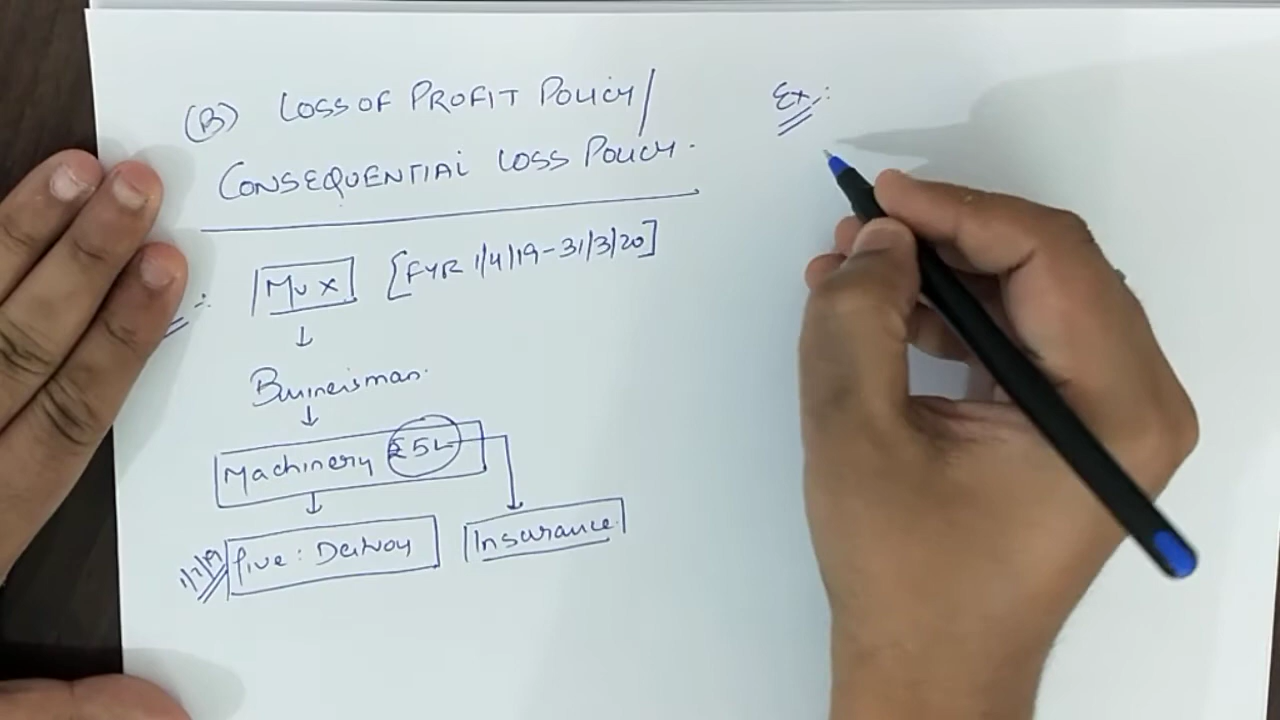 (B) LOSS OF PROFIT POLICY/
CONSEQUENTIAL LOSS POLICY.
Mr X [FYR 1/4/19-31/3/20]
↓
Businessman.
↓
Machinery ₹5L
↓
1/7/19 fire: Destroy
Insurance
Ex: